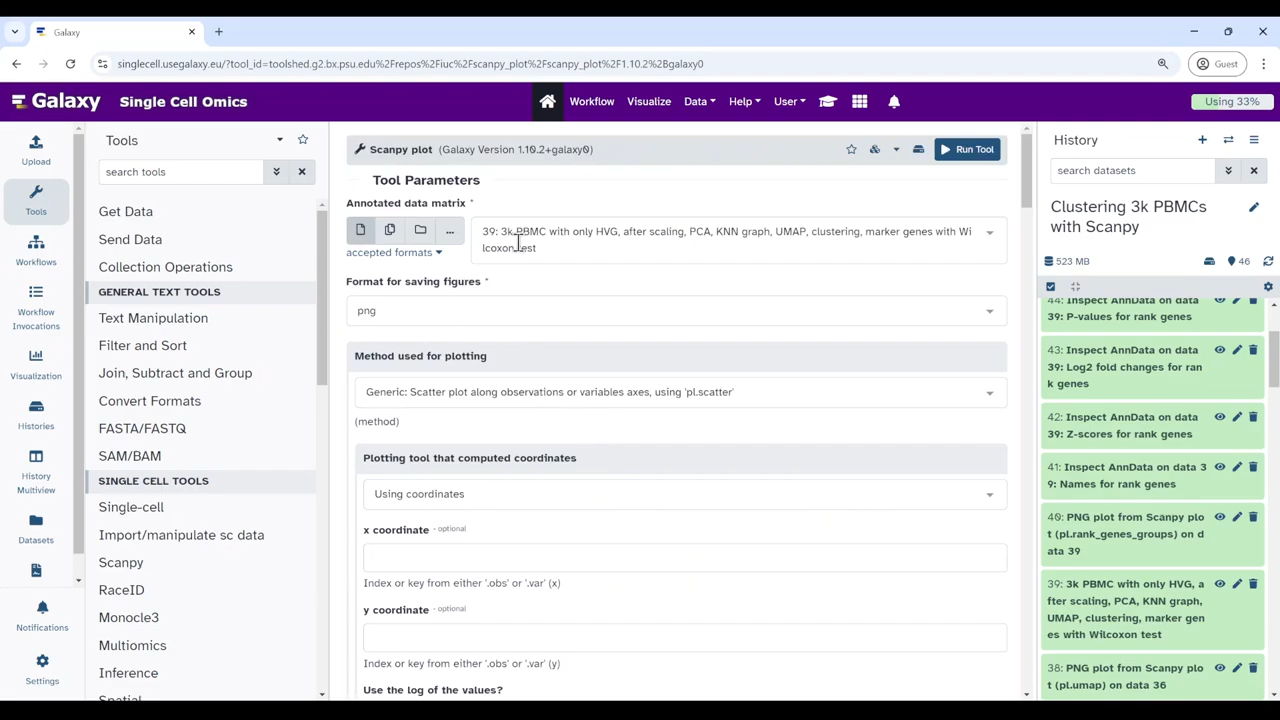 Galaxy
singlecell.usegalaxy.eu/?tool_id=toolshed.g2.bx.psu.edu%2Frepos%2Fiuc%2Fscanpy_plot%2Fscanpy_plot%2F1.10.2%2Bgalaxy0
Guest
Galaxy Single Cell Omics
Workflow Visualize Data Help User
Using 33%
Upload
Tools
Workflows
Workflow
Invocations
Visualization
Histories
History
Multiview
Datasets
Notifications
Settings
Tools
search tools
Get Data
Send Data
Collection Operations
GENERAL TEXT TOOLS
Text Manipulation
Filter and Sort
Join, Subtract and Group
Convert Formats
FASTA/FASTQ
SAM/BAM
SINGLE CELL TOOLS
Single-cell
Import/manipulate sc data
Scanpy
RaceID
Monocle3
Multiomics
Inference
Spatial
Scanpy plot (Galaxy Version 1.10.2+galaxy0)
Run Tool
Tool Parameters
Annotated data matrix *
39: 3k PBMC with only HVG, after scaling, PCA, KNN graph, UMAP, clustering, marker genes with Wi
lcoxon test
accepted formats
Format for saving figures *
png
Method used for plotting
Generic: Scatter plot along observations or variables axes, using 'pl.scatter'
(method)
Plotting tool that computed coordinates
Using coordinates
x coordinate - optional
Index or key from either '.obs' or '.var' (x)
y coordinate - optional
Index or key from either '.obs' or '.var' (y)
Use the log of the values?
History
search datasets
Clustering 3k PBMCs
with Scanpy
523 MB
46
44: Inspect AnnData on data
39: P-values for rank genes
43: Inspect AnnData on data
39: Log2 fold changes for ran
k genes
42: Inspect AnnData on data
39: Z-scores for rank genes
41: Inspect AnnData on data 3
9: Names for rank genes
40: PNG plot from Scanpy plo
t (pl.rank_genes_groups) on d
ata 39
39: 3k PBMC with only HVG, a
fter scaling, PCA, KNN graph,
UMAP, clustering, marker gen
es with Wilcoxon test
38: PNG plot from Scanpy plo
t (pl.umap) on data 36